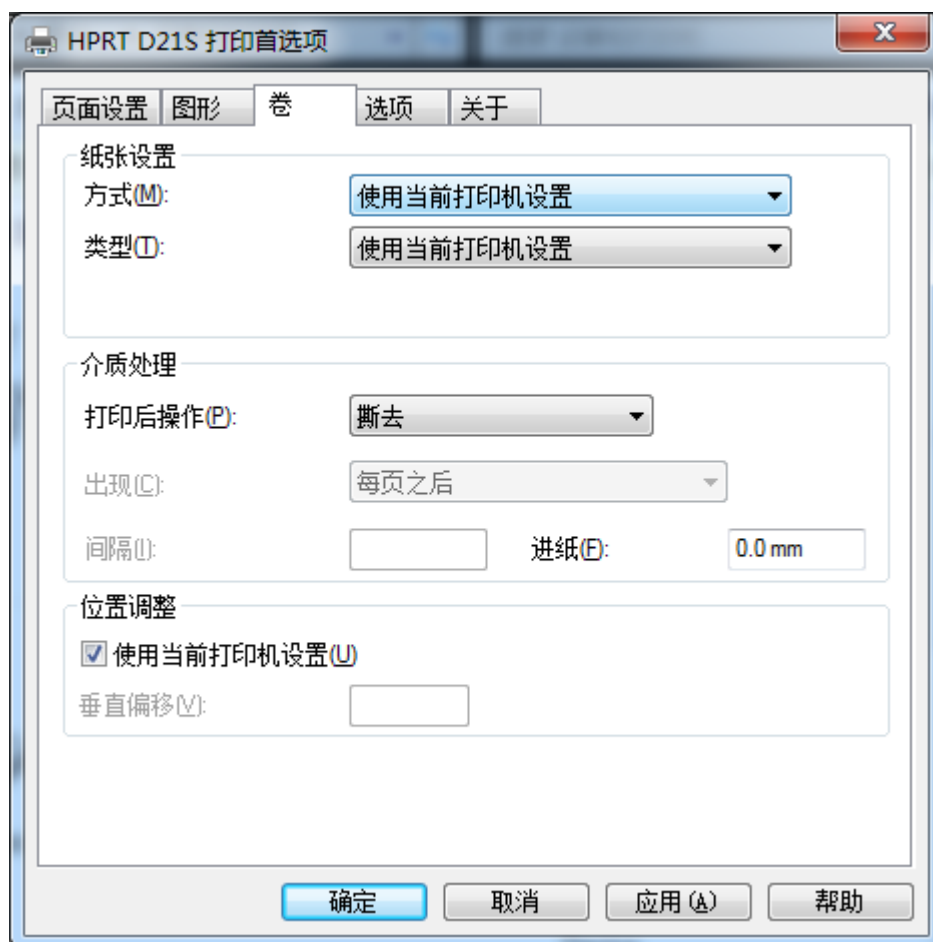 HPRT D21S 打印首选项
页面设置 图形 卷 选项 关于
纸张设置
方式(M): 使用当前打印机设置
类型(T): 使用当前打印机设置
介质处理
打印后操作(P): 撕去
出现(C): 每页之后
间隔(I): 进纸(F): 0.0 mm
位置调整
使用当前打印机设置(U)
垂直偏移(V):
确定 取消 应用(A) 帮助